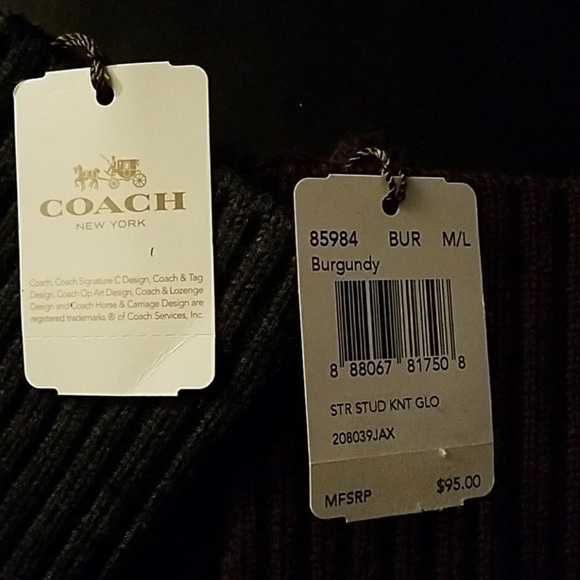 COACH
NEW YORK
Coach, Coach Signature C Design, Coach & Tag
Design, Coach Op Art Design, Coach & Lozenge
Design and Coach Horse & Carriage Design are
registered trademarks ® of Coach Services, Inc.
85984 BUR M/L
Burgundy
8 88067 81750 8
STR STUD KNT GLO
208039JAX
MFSRP $95.00